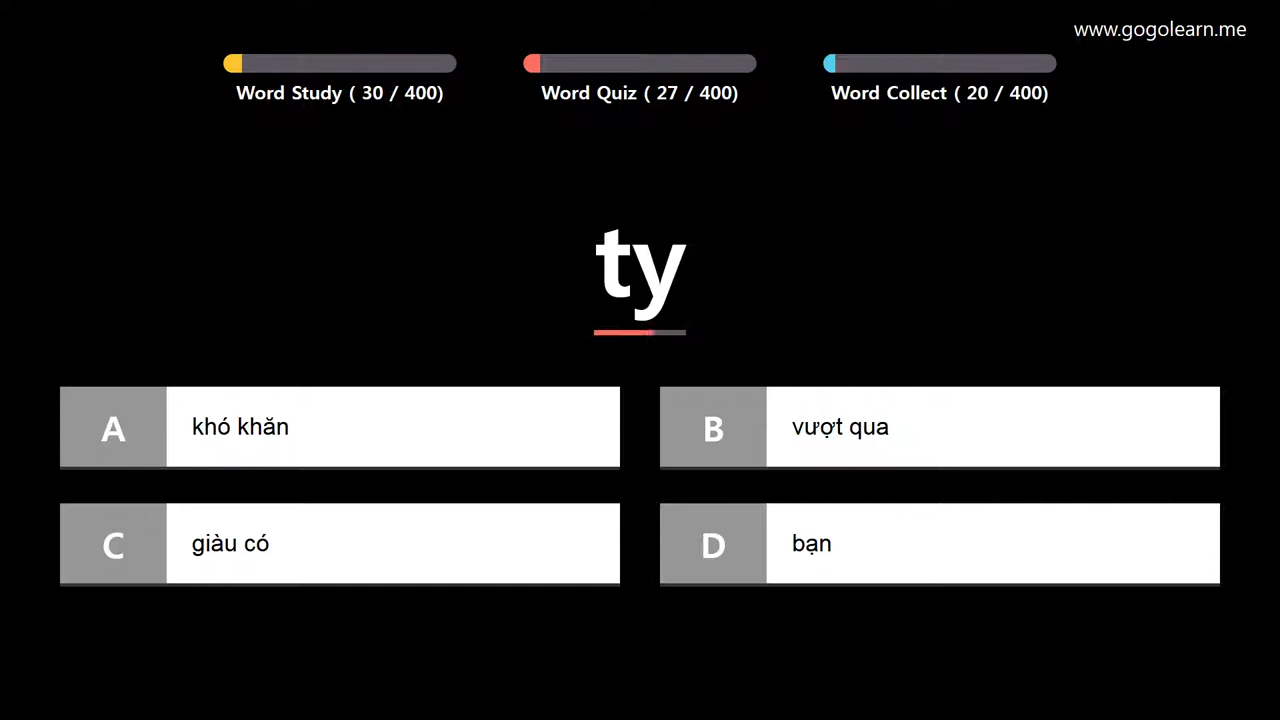 www.gogolearn.me
Word Study ( 30 / 400)
Word Quiz ( 27 / 400)
Word Collect ( 20 / 400)
ty
A khó khăn
B vượt qua
C giàu có
D bạn